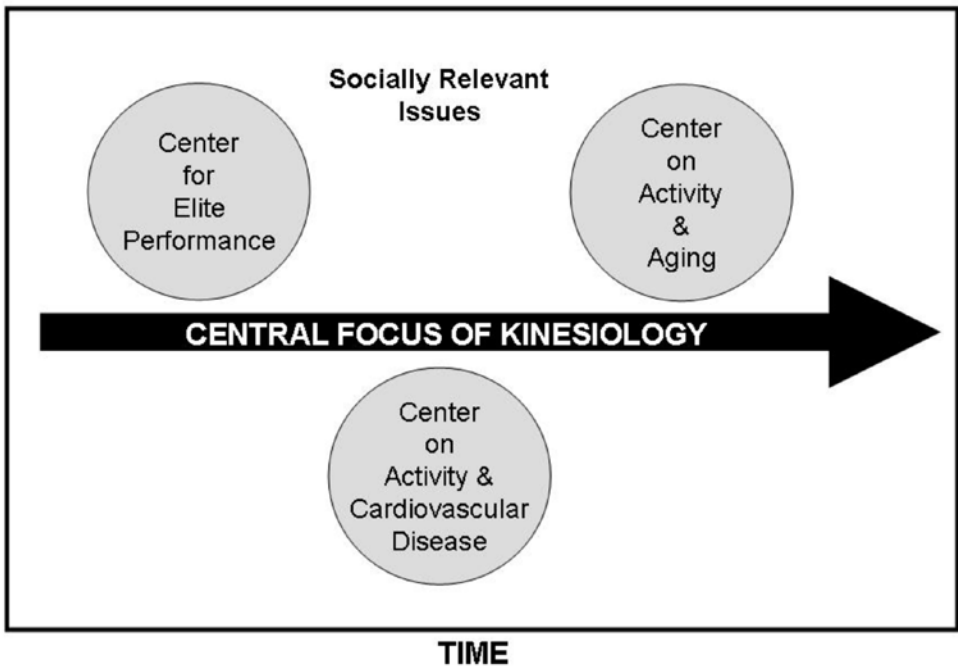 Socially Relevant
Issues
Center
for
Elite
Performance
Center
on
Activity
&
Aging
CENTRAL FOCUS OF KINESIOLOGY
Center
on
Activity &
Cardiovascular
Disease
TIME